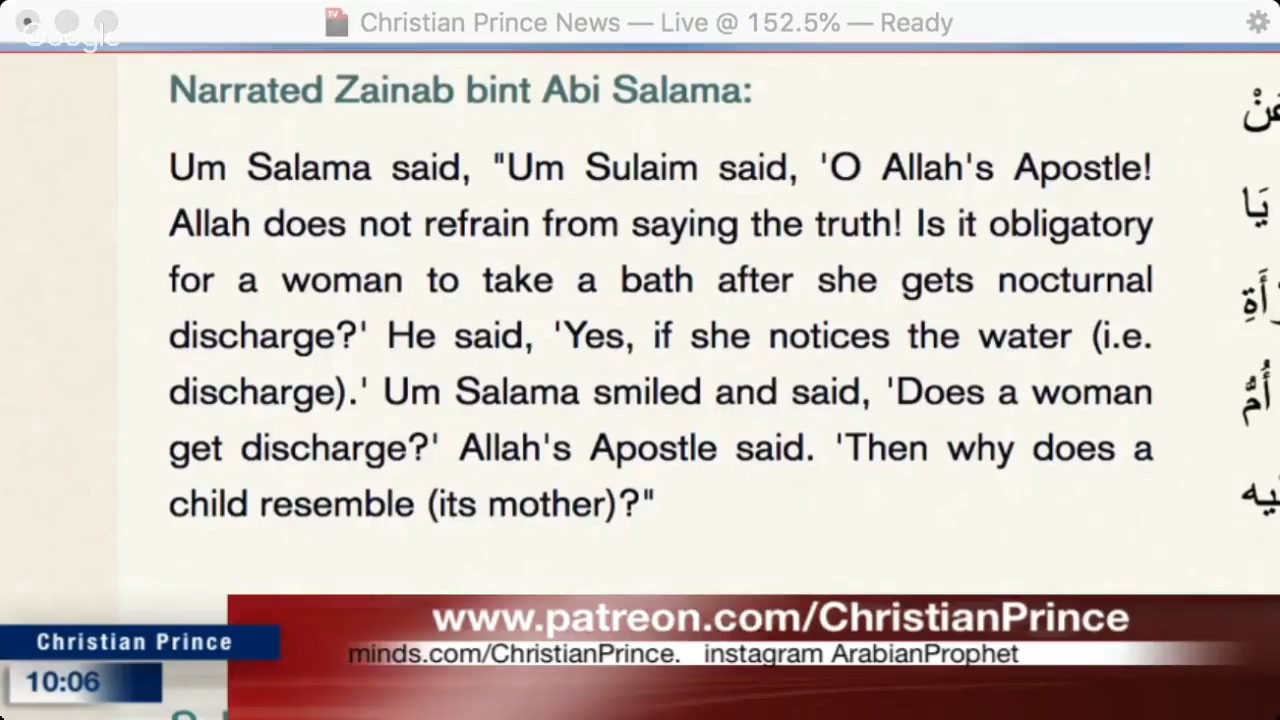 Christian Prince News — Live @ 152.5% — Ready
Google
Narrated Zainab bint Abi Salama:
Um Salama said, "Um Sulaim said, 'O Allah's Apostle!
Allah does not refrain from saying the truth! Is it obligatory
for a woman to take a bath after she gets nocturnal
discharge?' He said, 'Yes, if she notices the water (i.e.
discharge).' Um Salama smiled and said, 'Does a woman
get discharge?' Allah's Apostle said. 'Then why does a
child resemble (its mother)?"
يَا
www.patreon.com/ChristianPrince
Christian Prince
minds.com/ChristianPrince. instagram ArabianProphet
10:06